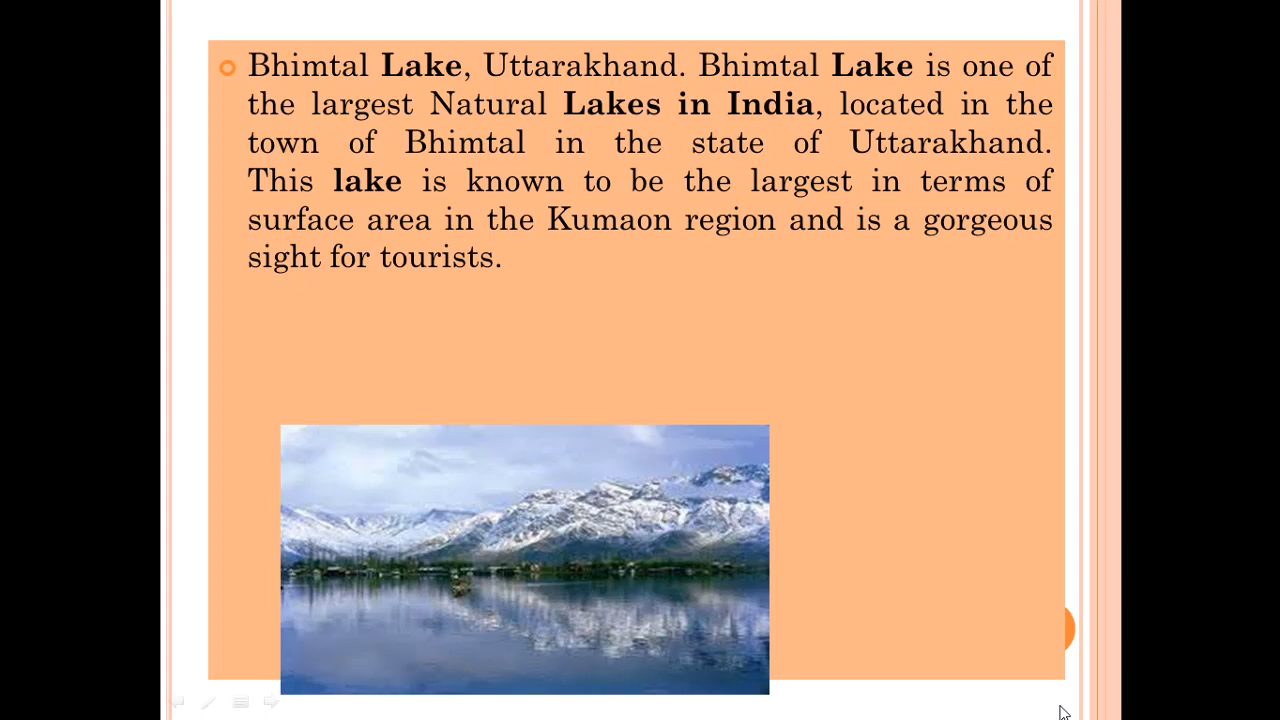 Bhimtal Lake, Uttarakhand. Bhimtal Lake is one of
the largest Natural Lakes in India, located in the
town of Bhimtal in the state of Uttarakhand.
This lake is known to be the largest in terms of
surface area in the Kumaon region and is a gorgeous
sight for tourists.